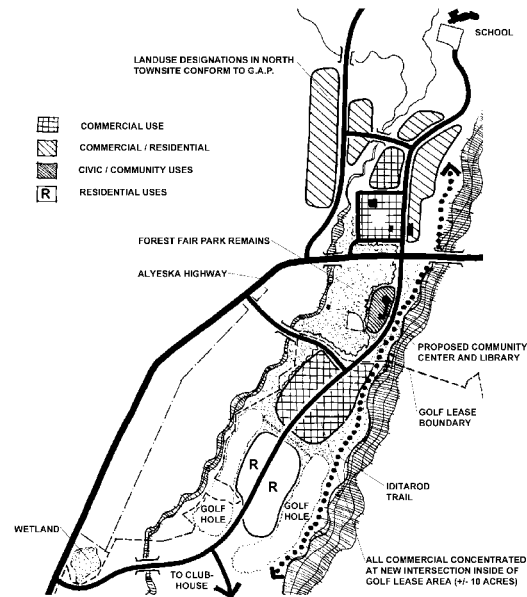 SCHOOL
LANDUSE DESIGNATIONS IN NORTH
TOWNSITE CONFORM TO G.A.P.
COMMERCIAL USE
COMMERCIAL / RESIDENTIAL
CIVIC / COMMUNITY USES
R RESIDENTIAL USES
FOREST FAIR PARK REMAINS
ALYESKA HIGHWAY
PROPOSED COMMUNITY
CENTER AND LIBRARY
GOLF LEASE
BOUNDARY
R
R
IDITAROD
TRAIL
GOLF
HOLE
GOLF
HOLE
WETLAND
ALL COMMERCIAL CONCENTRATED
AT NEW INTERSECTION INSIDE OF
GOLF LEASE AREA (+/- 10 ACRES)
TO CLUB-
HOUSE